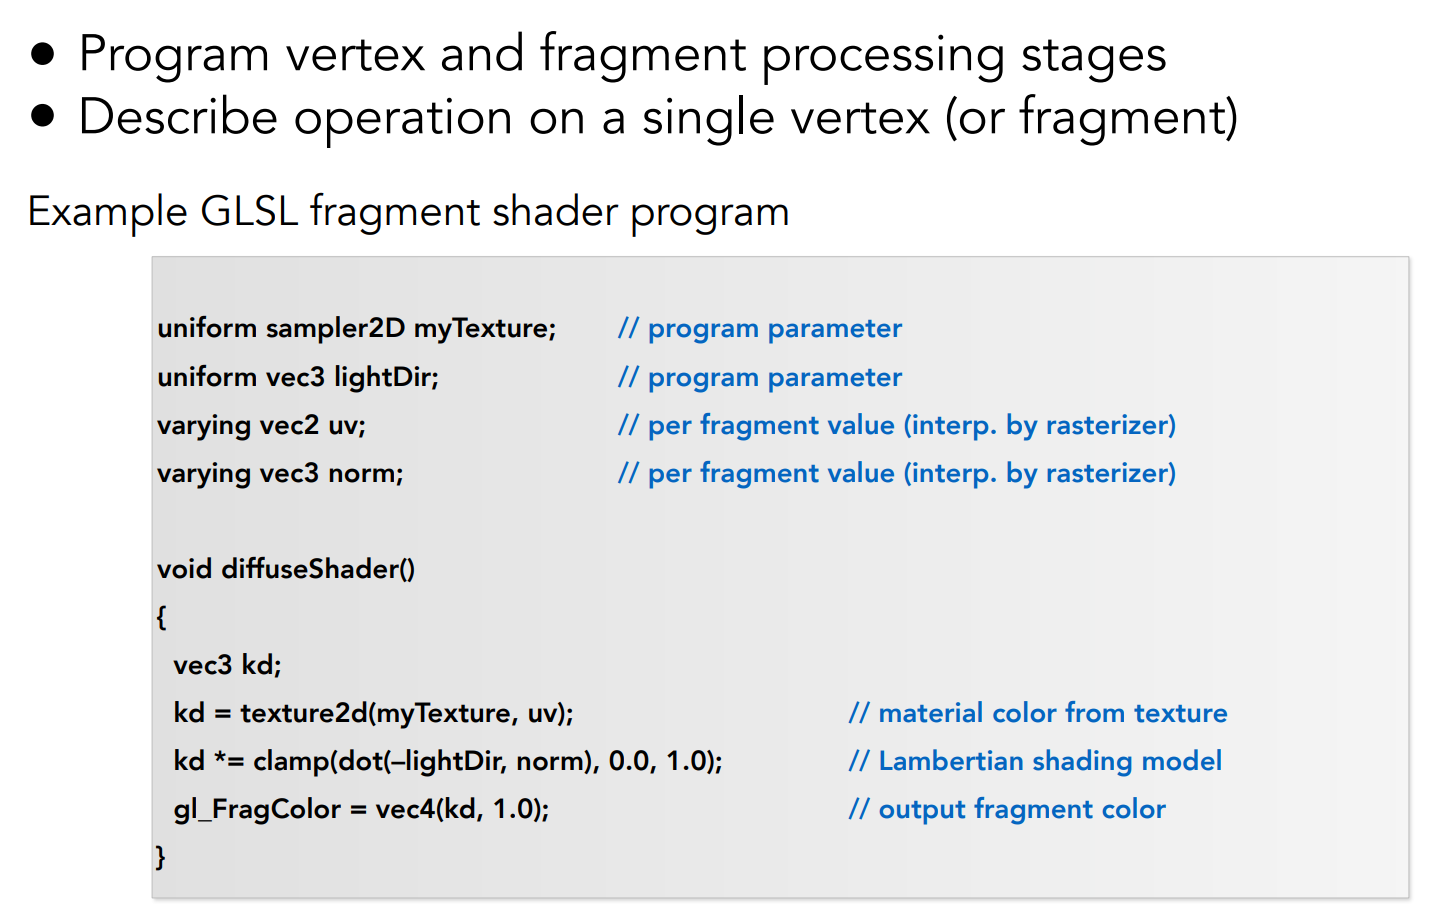 ● Program vertex and fragment processing stages
● Describe operation on a single vertex (or fragment)
Example GLSL fragment shader program
uniform sampler2D myTexture; // program parameter
uniform vec3 lightDir; // program parameter
varying vec2 uv; // per fragment value (interp. by rasterizer)
varying vec3 norm; // per fragment value (interp. by rasterizer)
void diffuseShader()
{
vec3 kd;
kd = texture2d(myTexture, uv); // material color from texture
kd *= clamp(dot(–lightDir, norm), 0.0, 1.0); // Lambertian shading model
gl_FragColor = vec4(kd, 1.0); // output fragment color
}